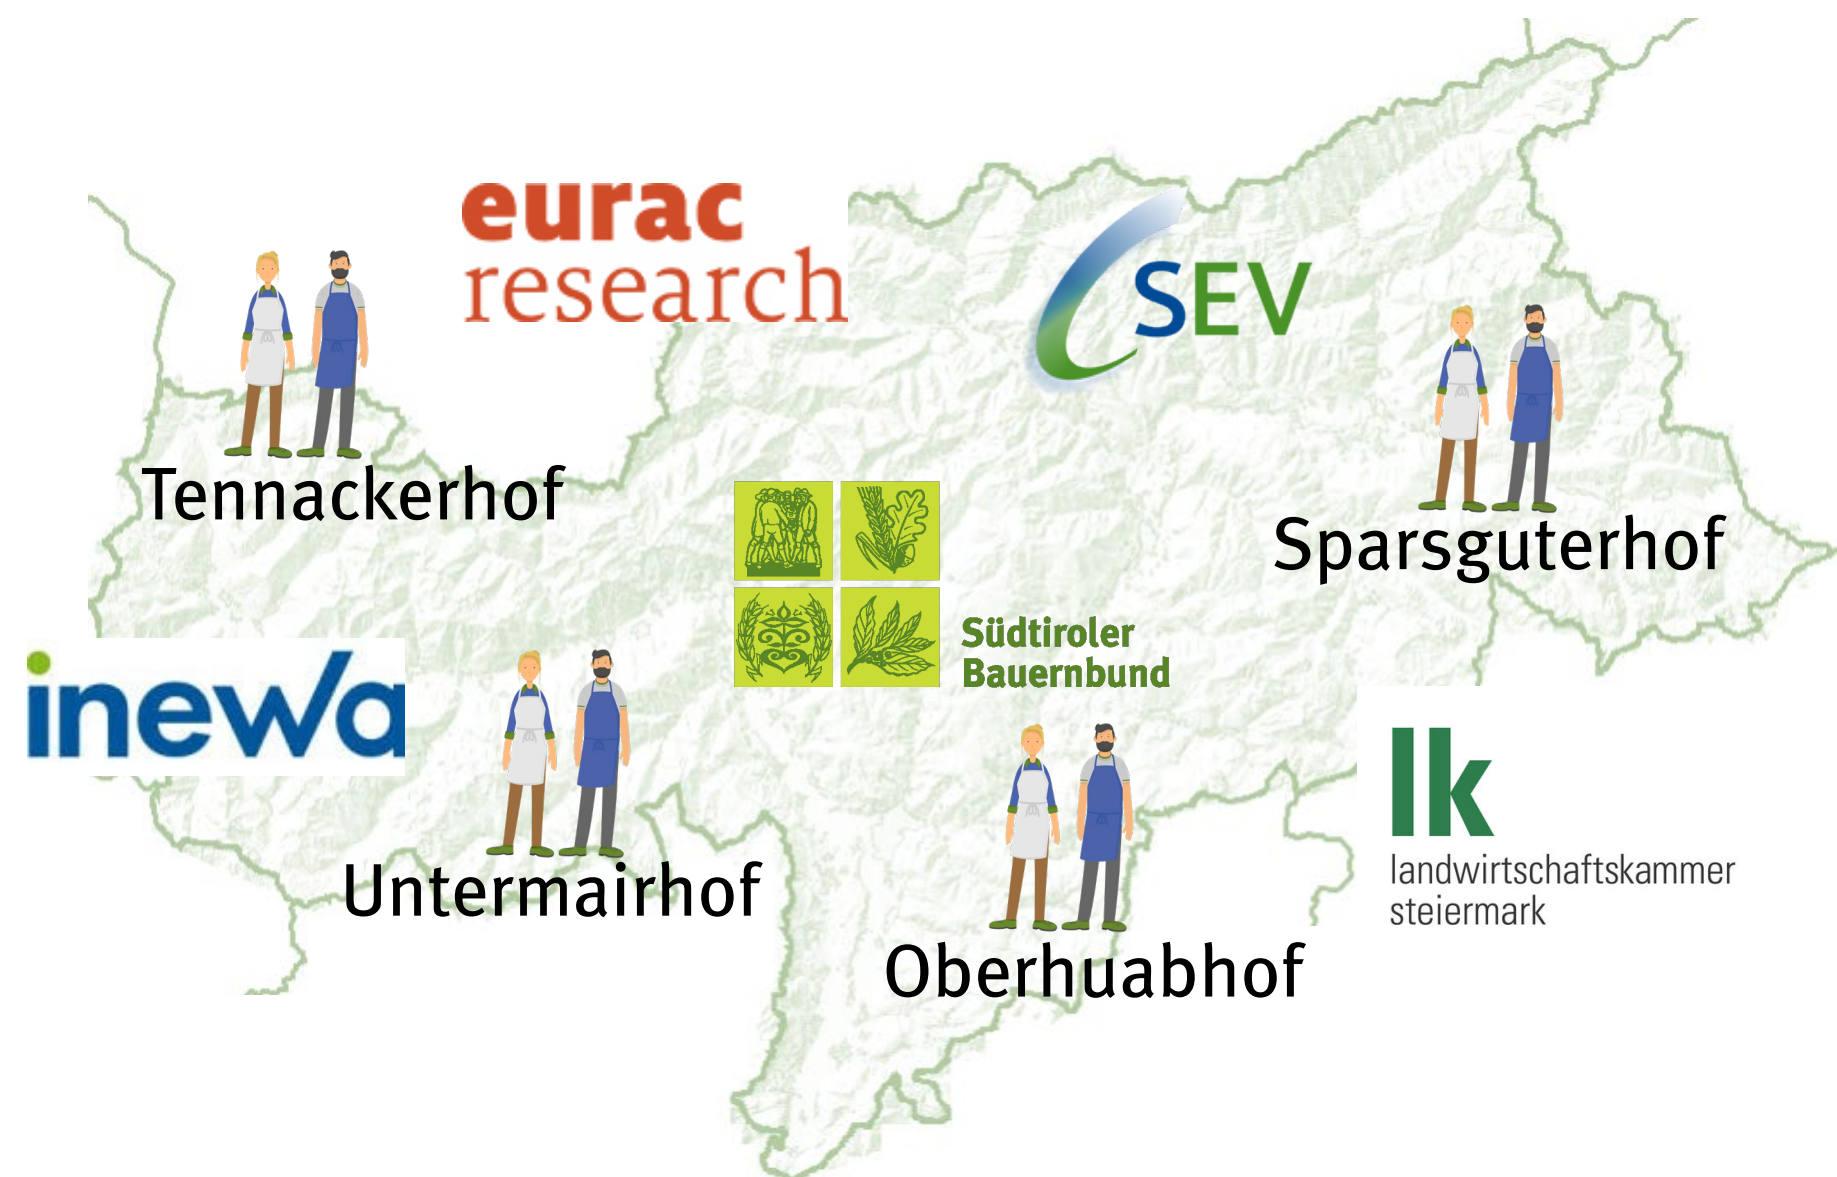 eurac
research
SEV
Tennackerhof
Sparsguterhof
Südtiroler
Bauernbund
inewa
lk
landwirtschaftskammer
steiermark
Untermairhof
Oberhuabhof